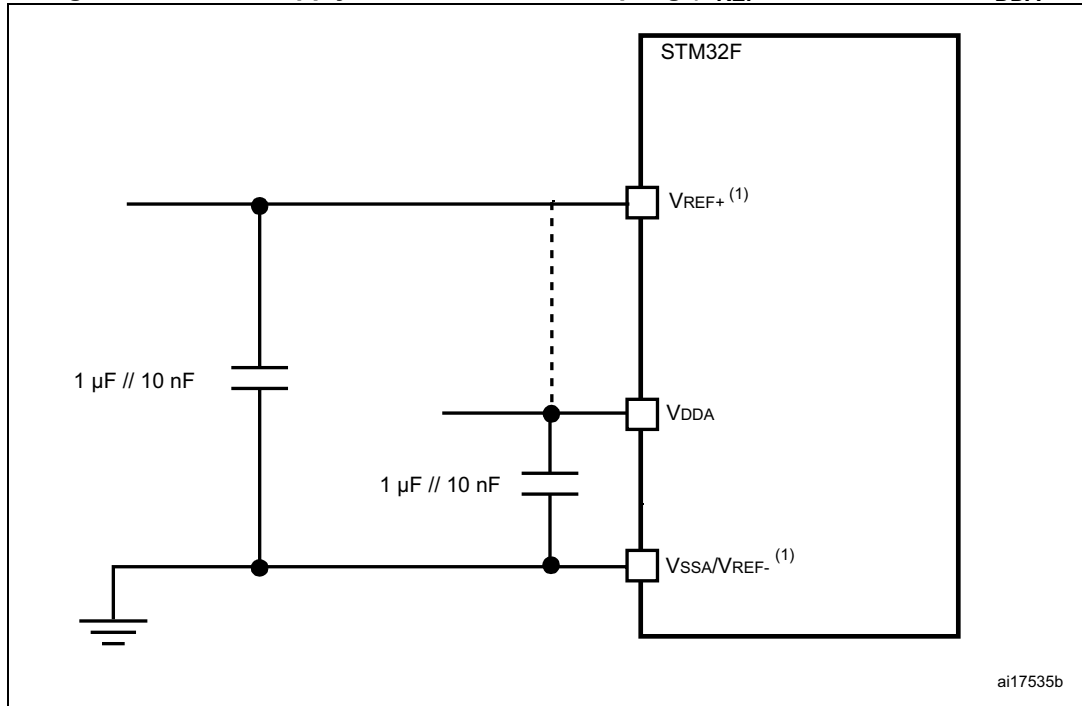 STM32F
VREF+ (1)
1 µF // 10 nF
VDDA
1 µF // 10 nF
VSSA/VREF- (1)
ai17535b